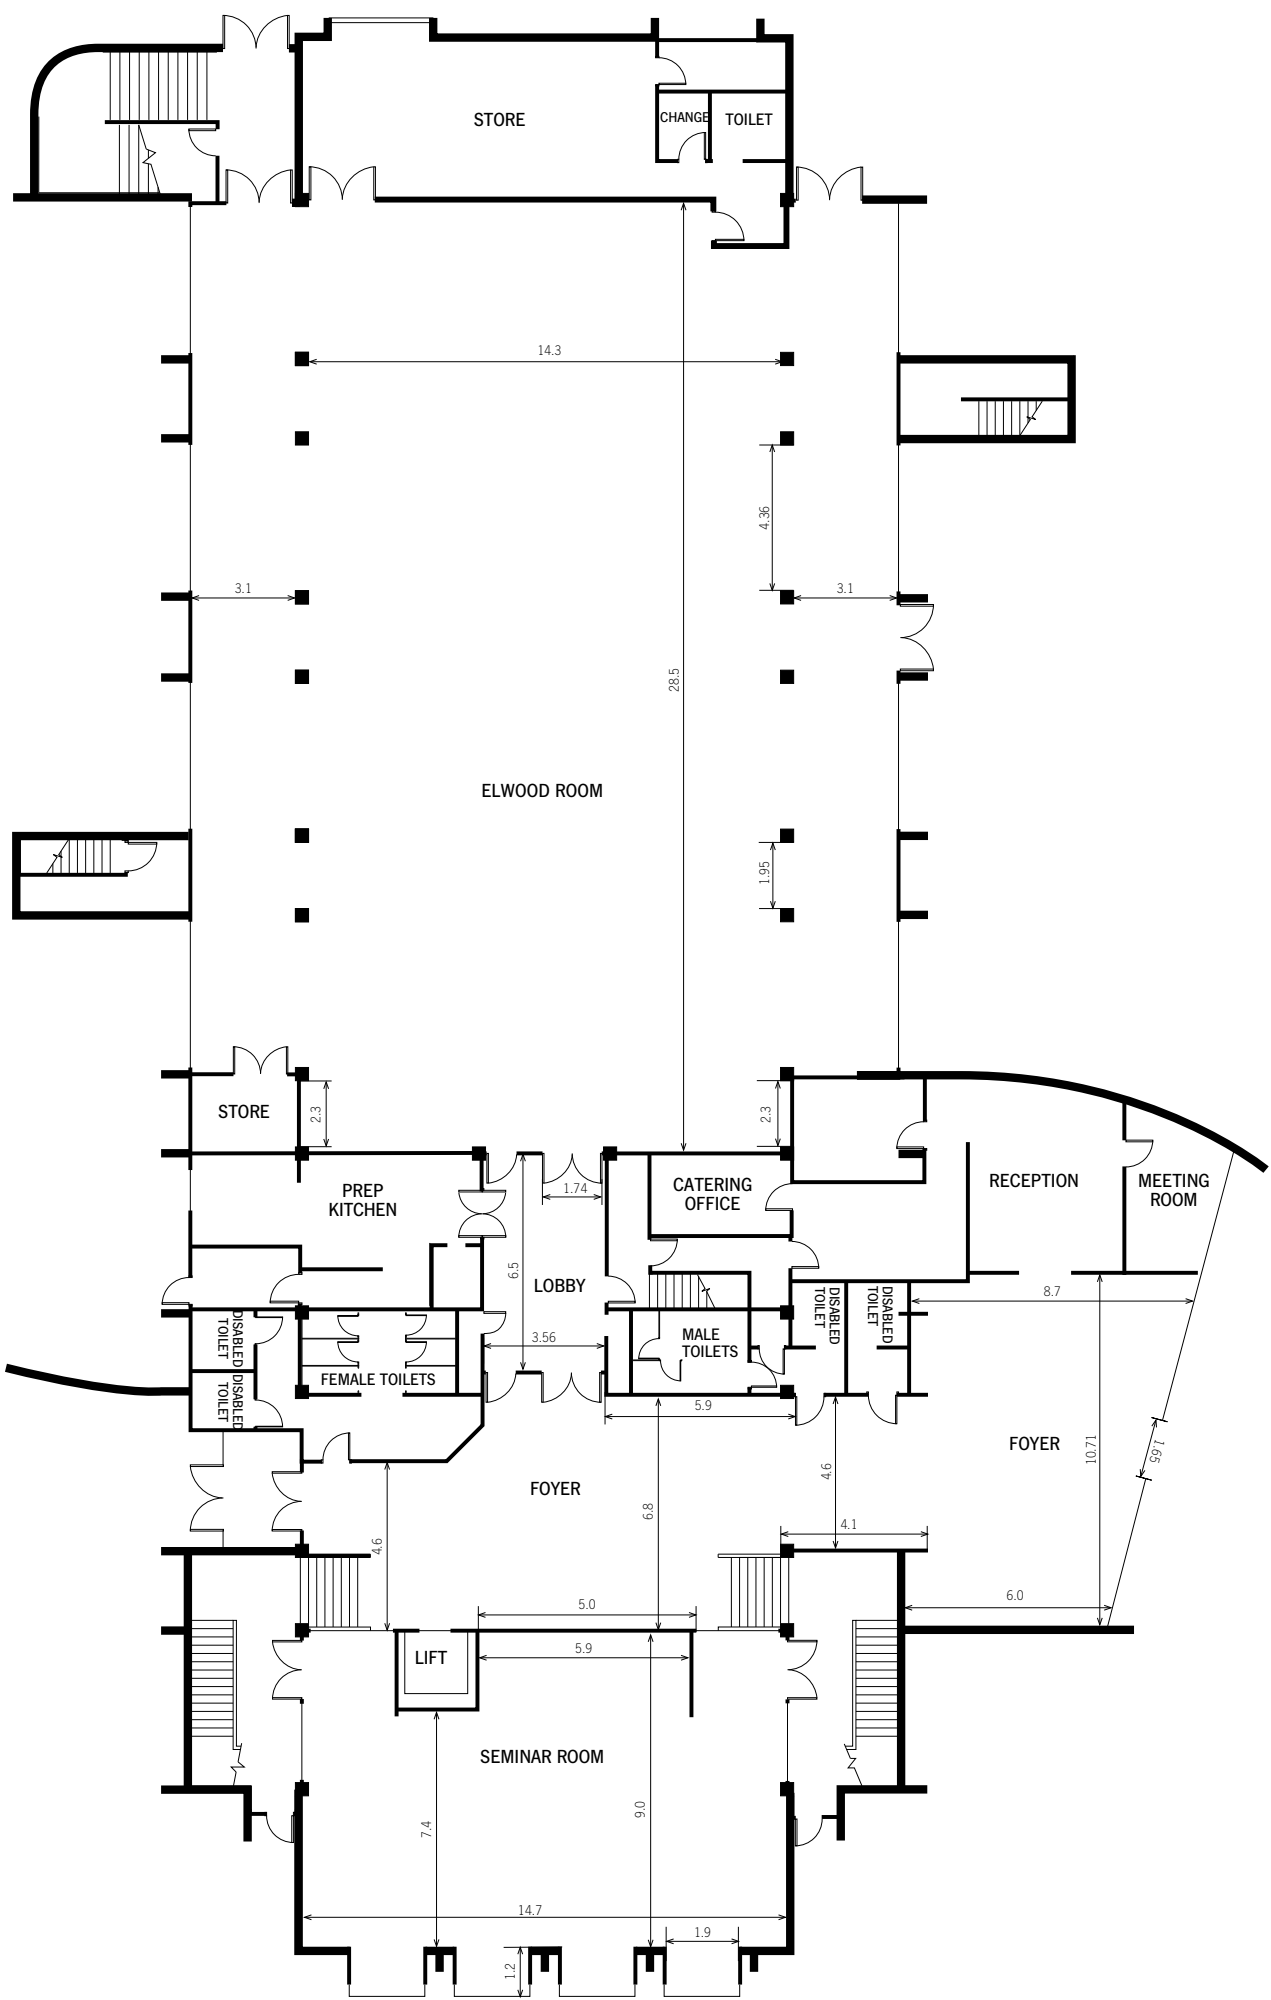 STORE
CHANGE
TOILET
14.3
4.36
3.1
3.1
28.5
ELWOOD ROOM
1.95
STORE
2.3
2.3
PREP
KITCHEN
1.74
CATERING
OFFICE
RECEPTION
MEETING
ROOM
6.5
LOBBY
8.7
DISABLED
TOILET
DISABLED
TOILET
DISABLED
TOILET
MALE
TOILETS
3.56
FEMALE TOILETS
DISABLED
TOILET
5.9
FOYER
10.71
1.65
4.6
FOYER
6.8
4.1
4.6
5.0
6.0
LIFT
5.9
SEMINAR ROOM
7.4
9.0
14.7
1.9
1.2